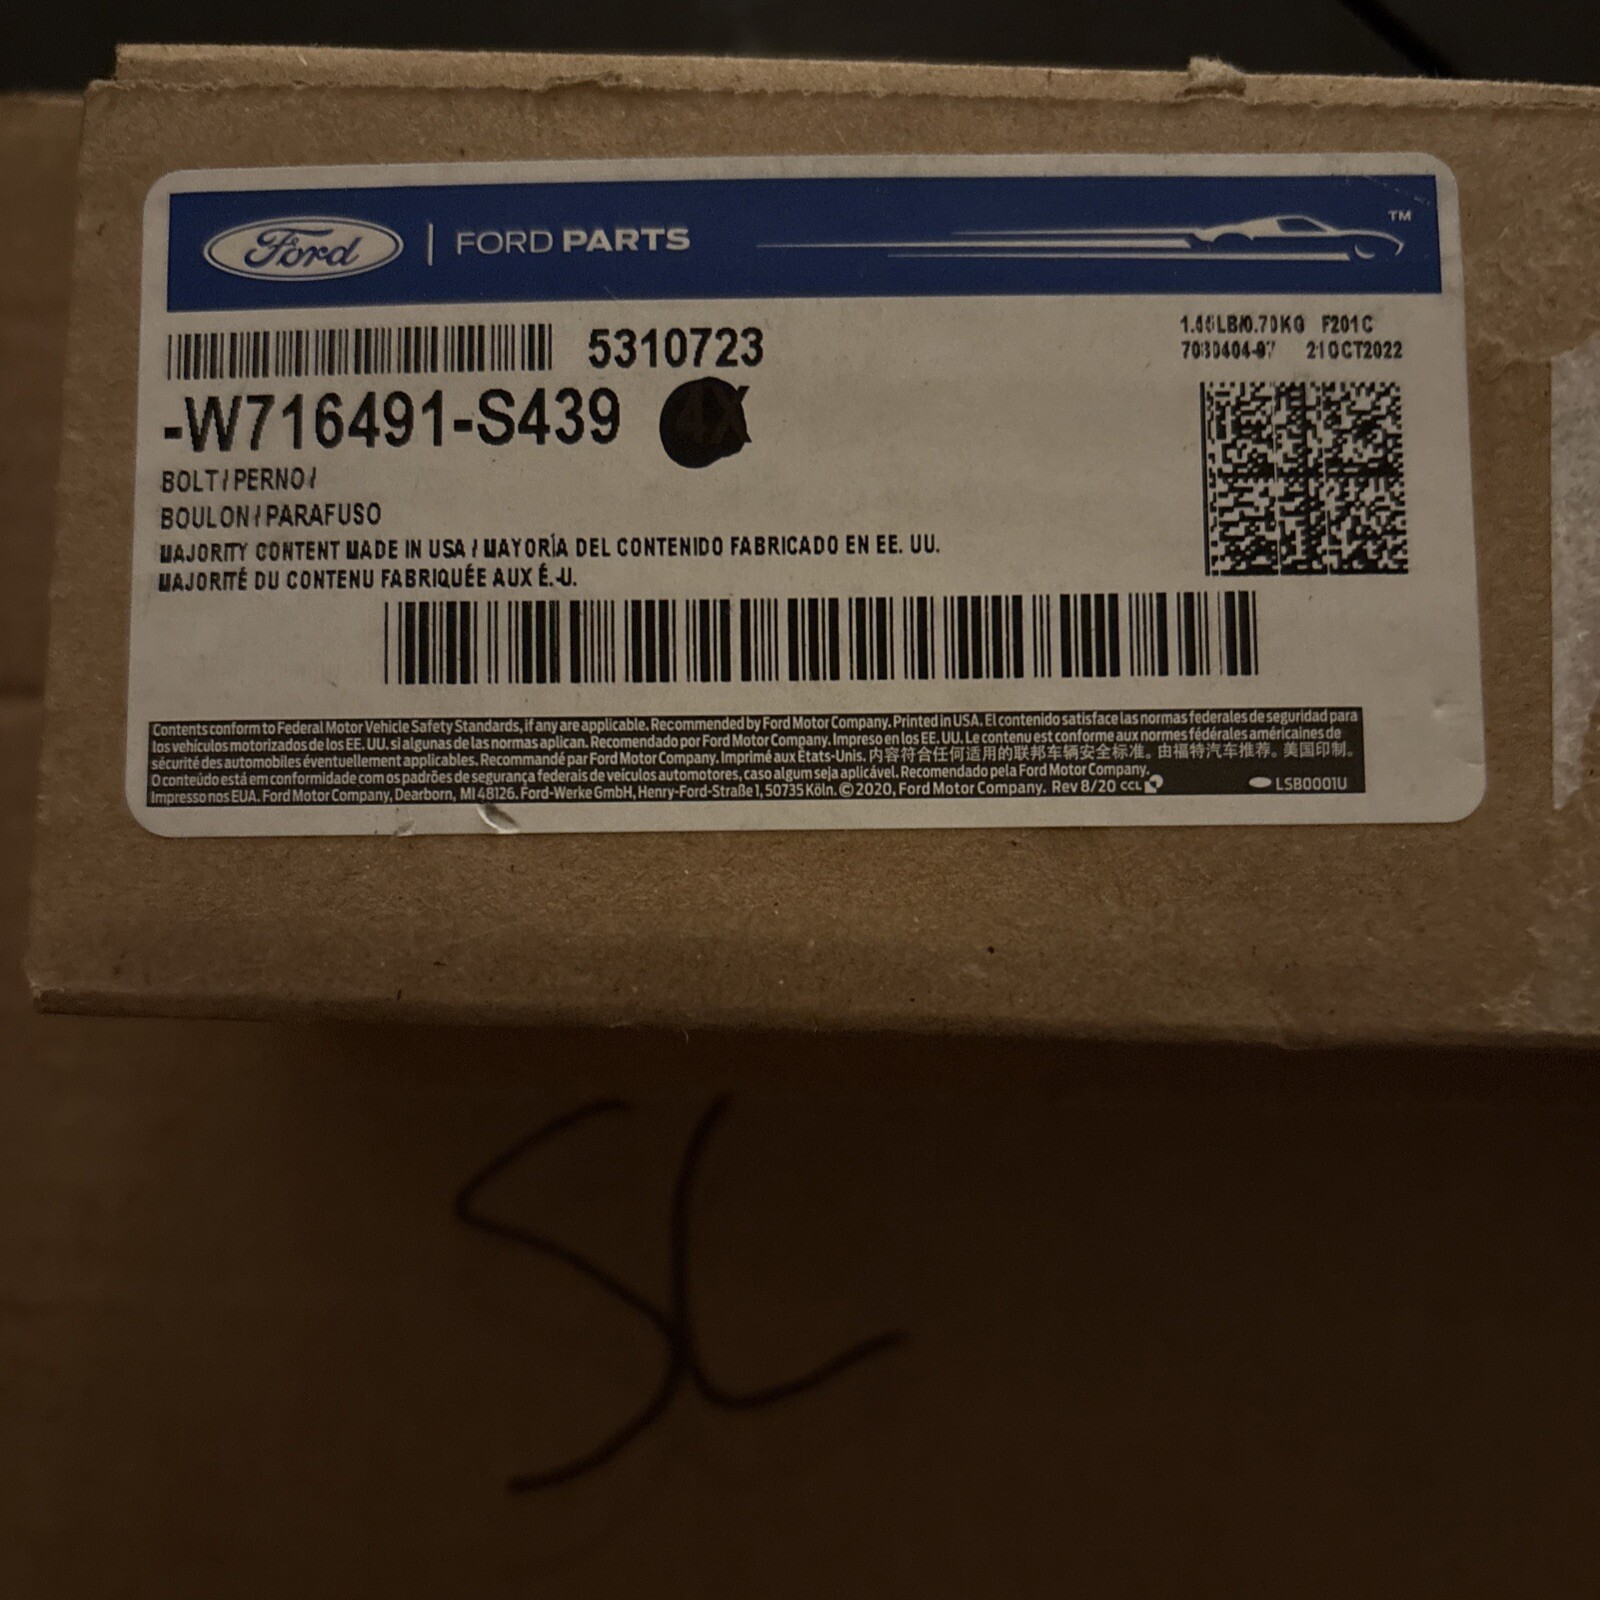 Ford | FORD PARTS
TM
5310723
F201C
21OCT2022
-W716491-S439 4X
BOLT/PERNO/
BOULON/PARAFUSO
MAJORITY CONTENT MADE IN USA / MAYORÍA DEL CONTENIDO FABRICADO EN EE. UU.
MAJORITÉ DU CONTENU FABRIQUÉE AUX É.-U.
Contents conform to Federal Motor Vehicle Safety Standards, if any are applicable. Recommended by Ford Motor Company. Printed in USA. El contenido satisface las normas federales de seguridad para
los vehículos motorizados de los EE. UU. si algunas de las normas aplican. Recomendado por Ford Motor Company. Impreso en los EE. UU. Le contenu est conforme aux normes fédérales américaines de
sécurité des automobiles éventuellement applicables. Recommandé par Ford Motor Company. Imprimé aux États-Unis. 内容符合任何适用的联邦车辆安全标准。由福特汽车推荐。美国印制。
O conteúdo está em conformidade com os padrões de segurança federais de veículos automotores, caso algum seja aplicável. Recomendado pela Ford Motor Company.
Impresso nos EUA. Ford Motor Company, Dearborn, MI 48126. Ford-Werke GmbH, Henry-Ford-Straße 1, 50735 Köln. © 2020, Ford Motor Company. Rev 8/20 CCL
LSB0001U
SL